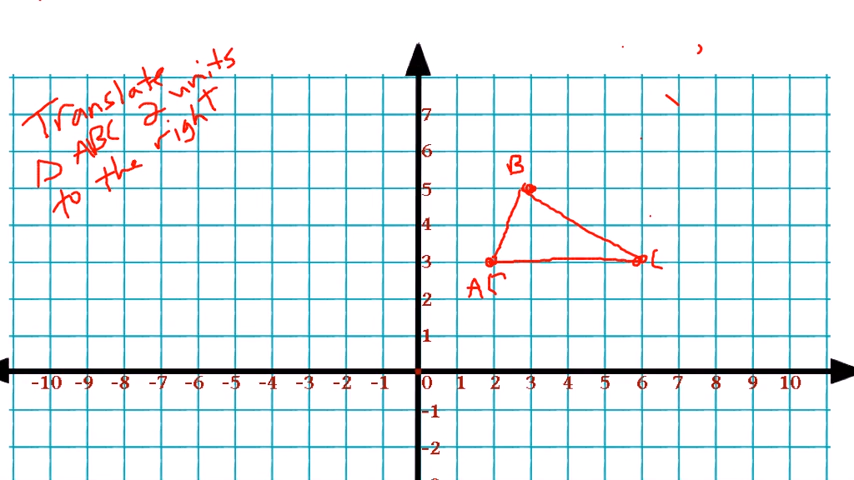 Translate 2 units
ABC
to the right
7
6
B
5
4
3
C
A
2
1
-10 -9 -8 -7 -6 -5 -4 -3 -2 -1 0 1 2 3 4 5 6 7 8 9 10
-1
-2